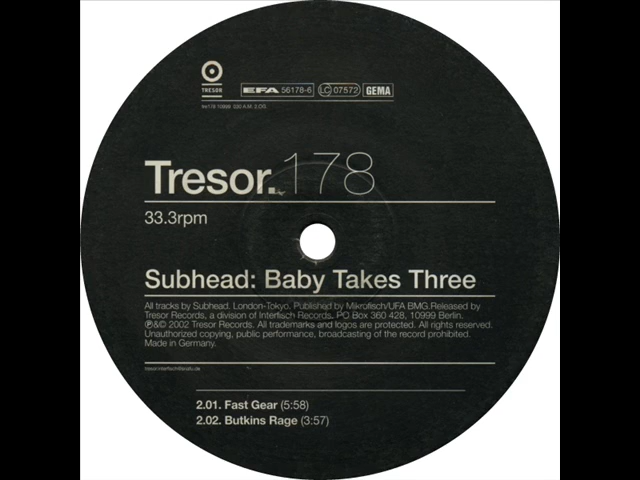 TRESOR
EFA 56178-6 LC 07572 GEMA
Tresor.178
33.3rpm
Subhead: Baby Takes Three
All tracks by Subhead. London-Tokyo. Published by Mikrofisch/UFA BMG.Released by
Tresor Records, a division of Interfisch Records. PO Box 360 428, 10999 Berlin.
℗&© 2002 Tresor Records. All trademarks and logos are protected. All rights reserved.
Unauthorized copying, public performance, broadcasting of the record prohibited.
Made in Germany.
2.01. Fast Gear (5:58)
2.02. Butkins Rage (3:57)